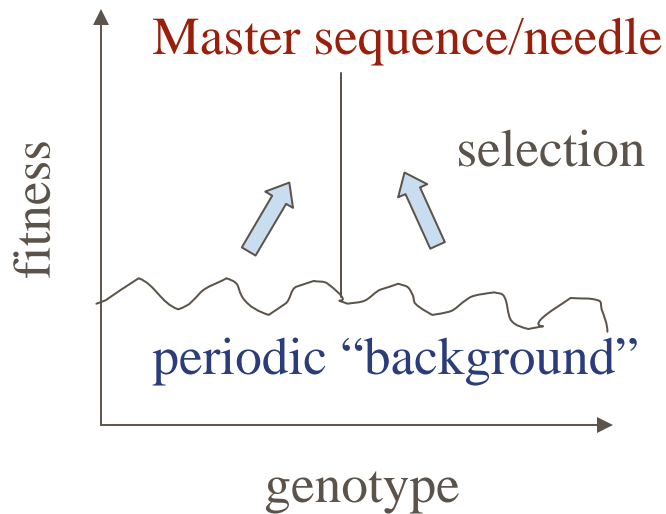 Master sequence/needle
selection
fitness
periodic “background”
genotype